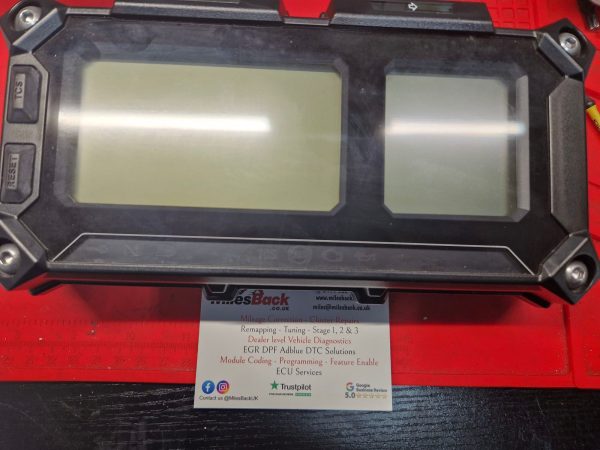 TCS
RESET
MilesBack
.CO.UK
miles@milesback.co.uk
Mileage Correction - Cluster Repairs
Remapping - Tuning - Stage 1, 2 & 3
Dealer level Vehicle Diagnostics
EGR DPF Adblue DTC Solutions
Module Coding - Programming - Feature Enable
ECU Services
Contact us @MilesBackUK
Trustpilot
Google
5.0